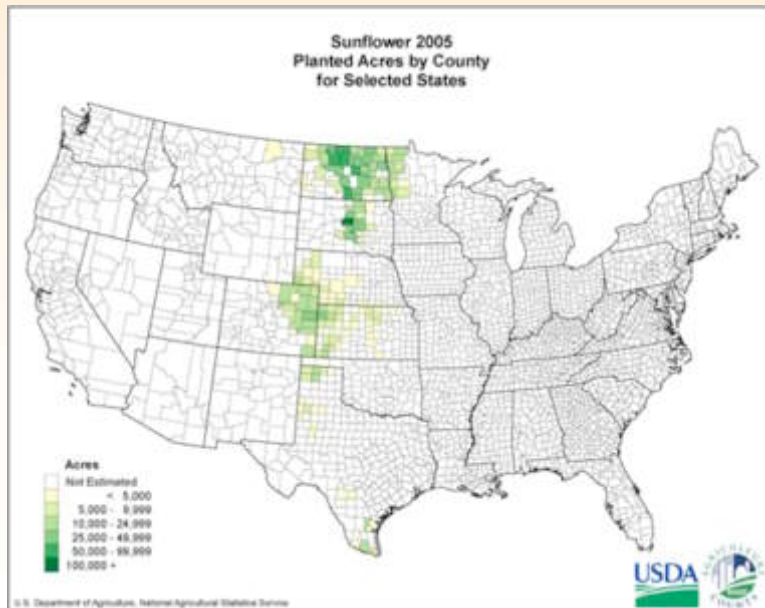 Sunflower 2005
Planted Acres by County
for Selected States
Acres
Not Estimated
< 5,000
5,000 - 9,999
10,000 - 24,999
25,000 - 49,999
50,000 - 99,999
100,000 +
USDA
AGRICULTURE
COUNTS
U.S. Department of Agriculture, National Agricultural Statistics Service